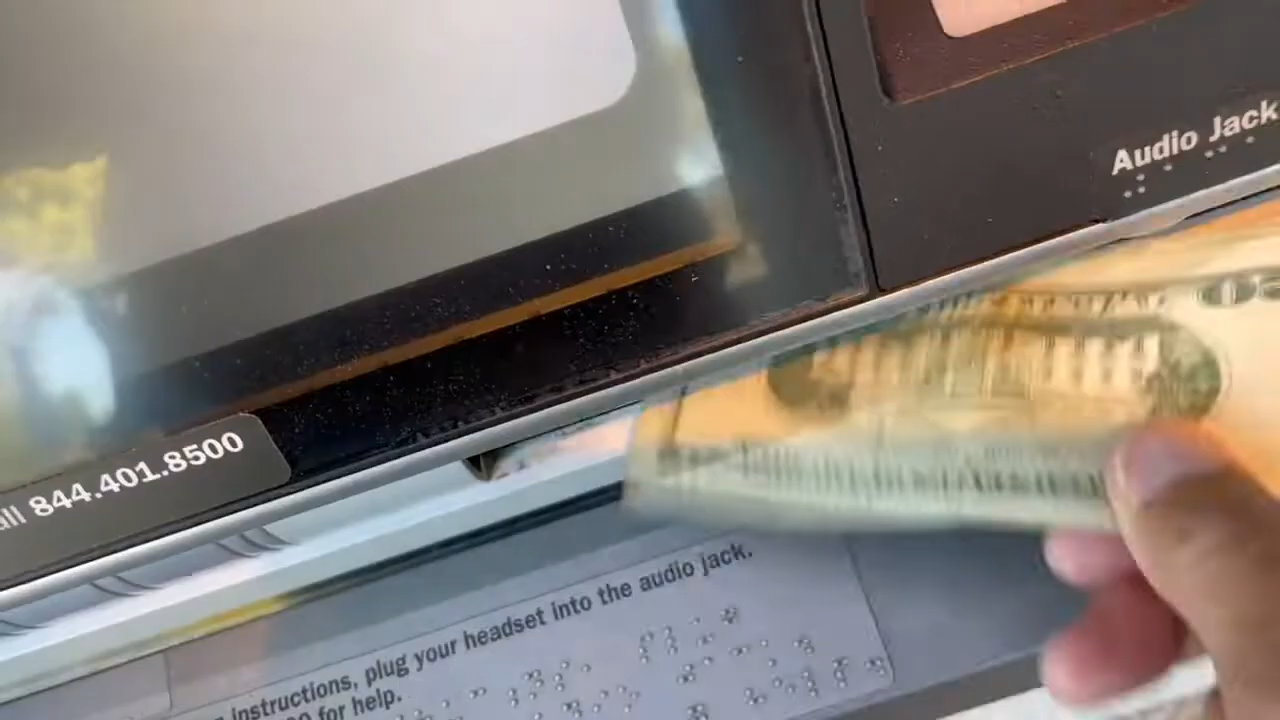 Audio Jack
all 844.401.8500
instructions, plug your headset into the audio jack.
for help.